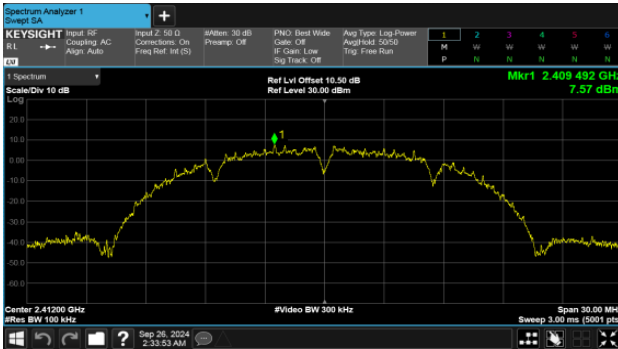 Spectrum Analyzer 1
Swept SA
+
KEYSIGHT
RL
Input: RF
Coupling: AC
Align: Auto
Input Z: 50 Ω
Corrections: On
Freq Ref: Int (S)
#Atten: 30 dB
Preamp: Off
PNO: Best Wide
Gate: Off
IF Gain: Low
Sig Track: Off
Avg Type: Log-Power
Avg|Hold: 50/50
Trig: Free Run
1 2 3 4 5 6
M W W W W W
P N N N N N
1 Spectrum
Scale/Div 10 dB
Ref Lvl Offset 10.50 dB
Ref Level 30.00 dBm
Mkr1 2.409 492 GHz
7.57 dBm
Log
20.0
10.0
0.00
-10.0
-20.0
-30.0
-40.0
-50.0
-60.0
1
Center 2.41200 GHz
#Res BW 100 kHz
#Video BW 300 kHz
Span 30.00 MH
Sweep 3.00 ms (5001 pts
?
Sep 26, 2024
2:33:53 AM